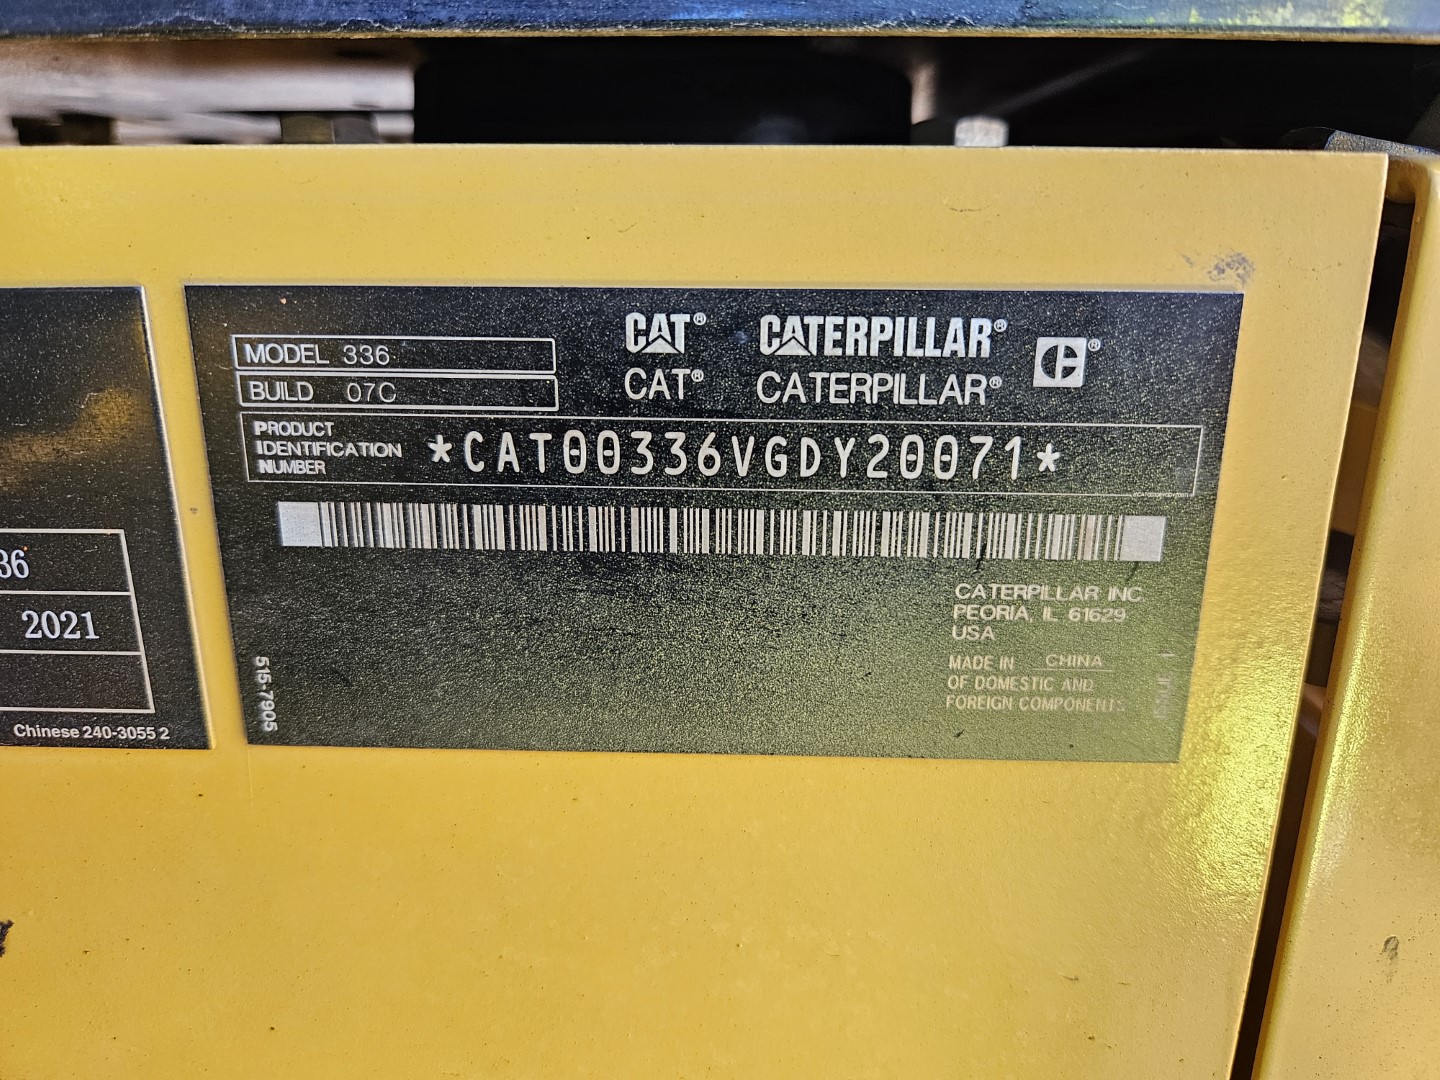 36
2021
Chinese 240-3055 2
MODEL 336
BUILD 07C
CAT® CATERPILLAR® ®
CAT® CATERPILLAR®
PRODUCT
IDENTIFICATION
NUMBER
*CAT00336VGDY20071*
CATERPILLAR INC
PEORIA, IL 61629
USA
MADE IN CHINA
OF DOMESTIC AND
FOREIGN COMPONENTS
515-7905